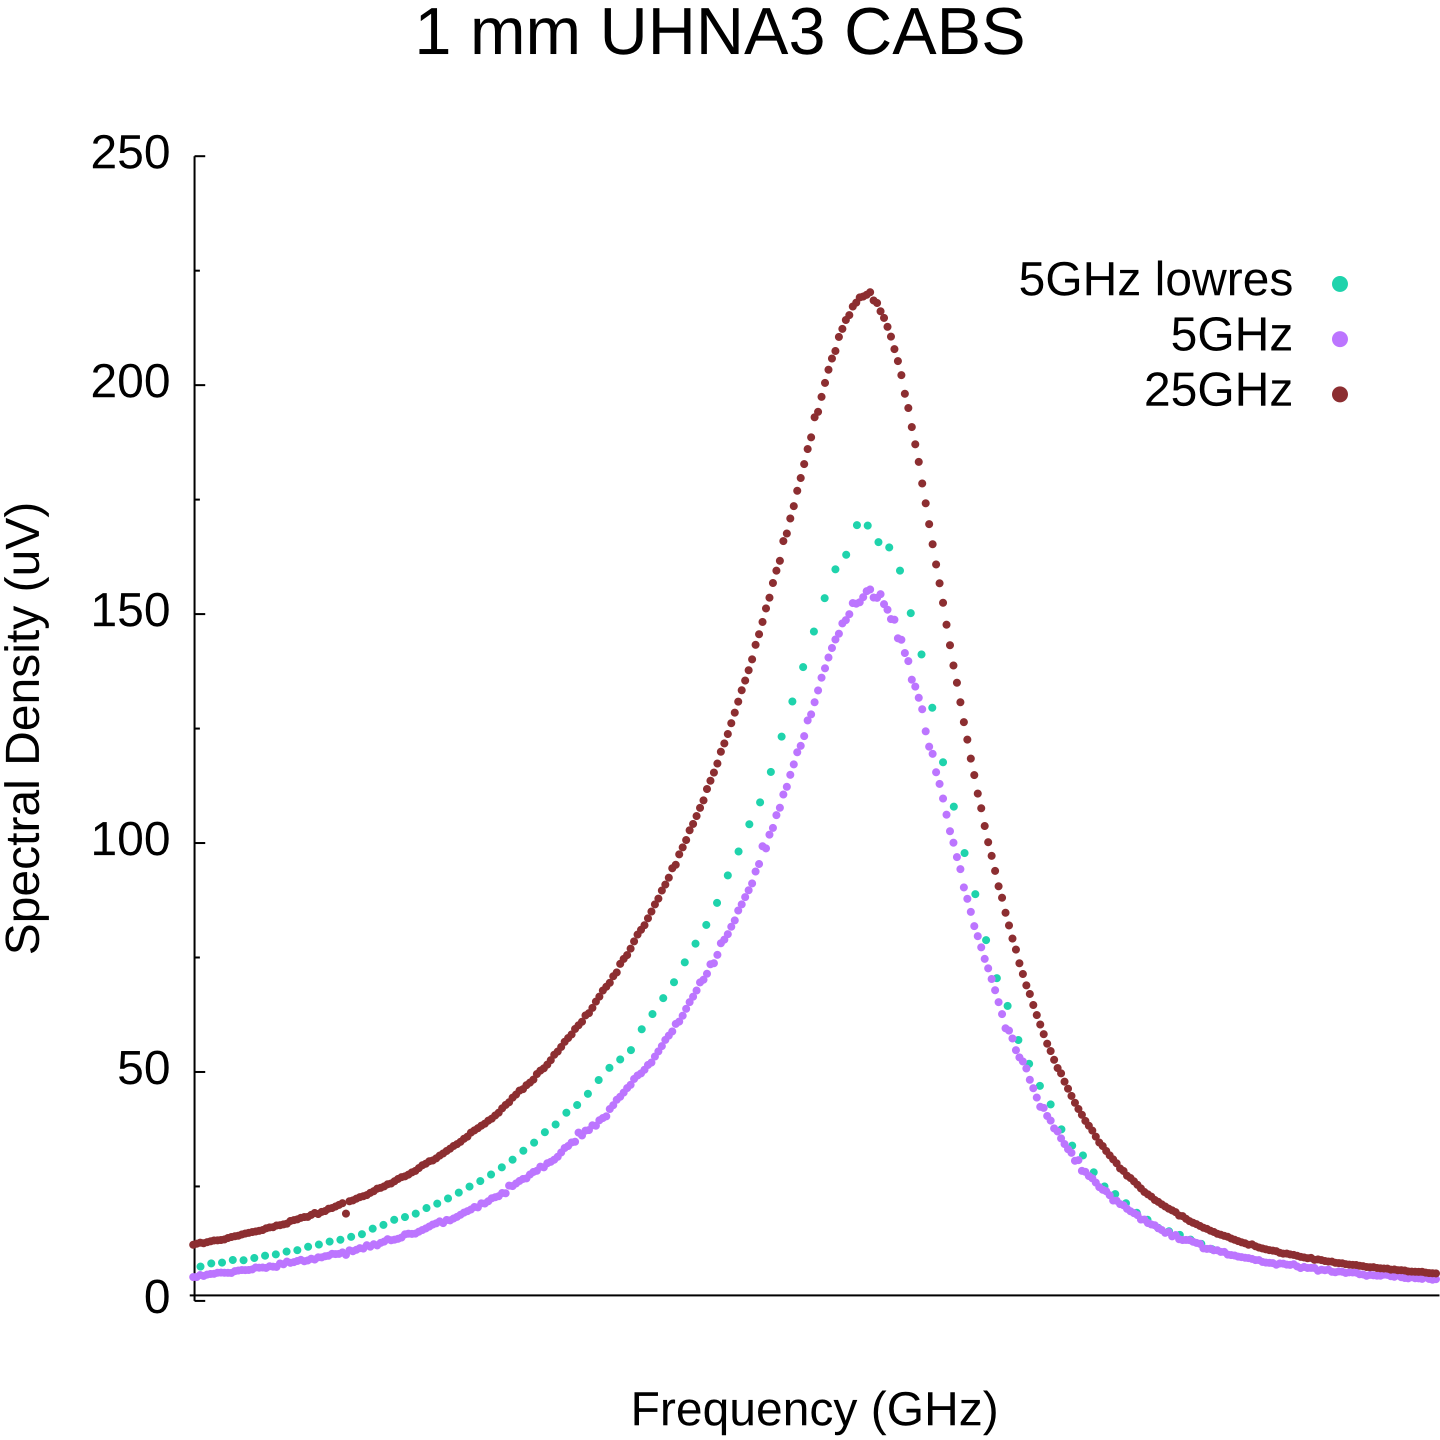 1 mm UHNA3 CABS
250
200
150
100
50
0
Spectral Density (uV)
5GHz lowres
5GHz
25GHz
Frequency (GHz)